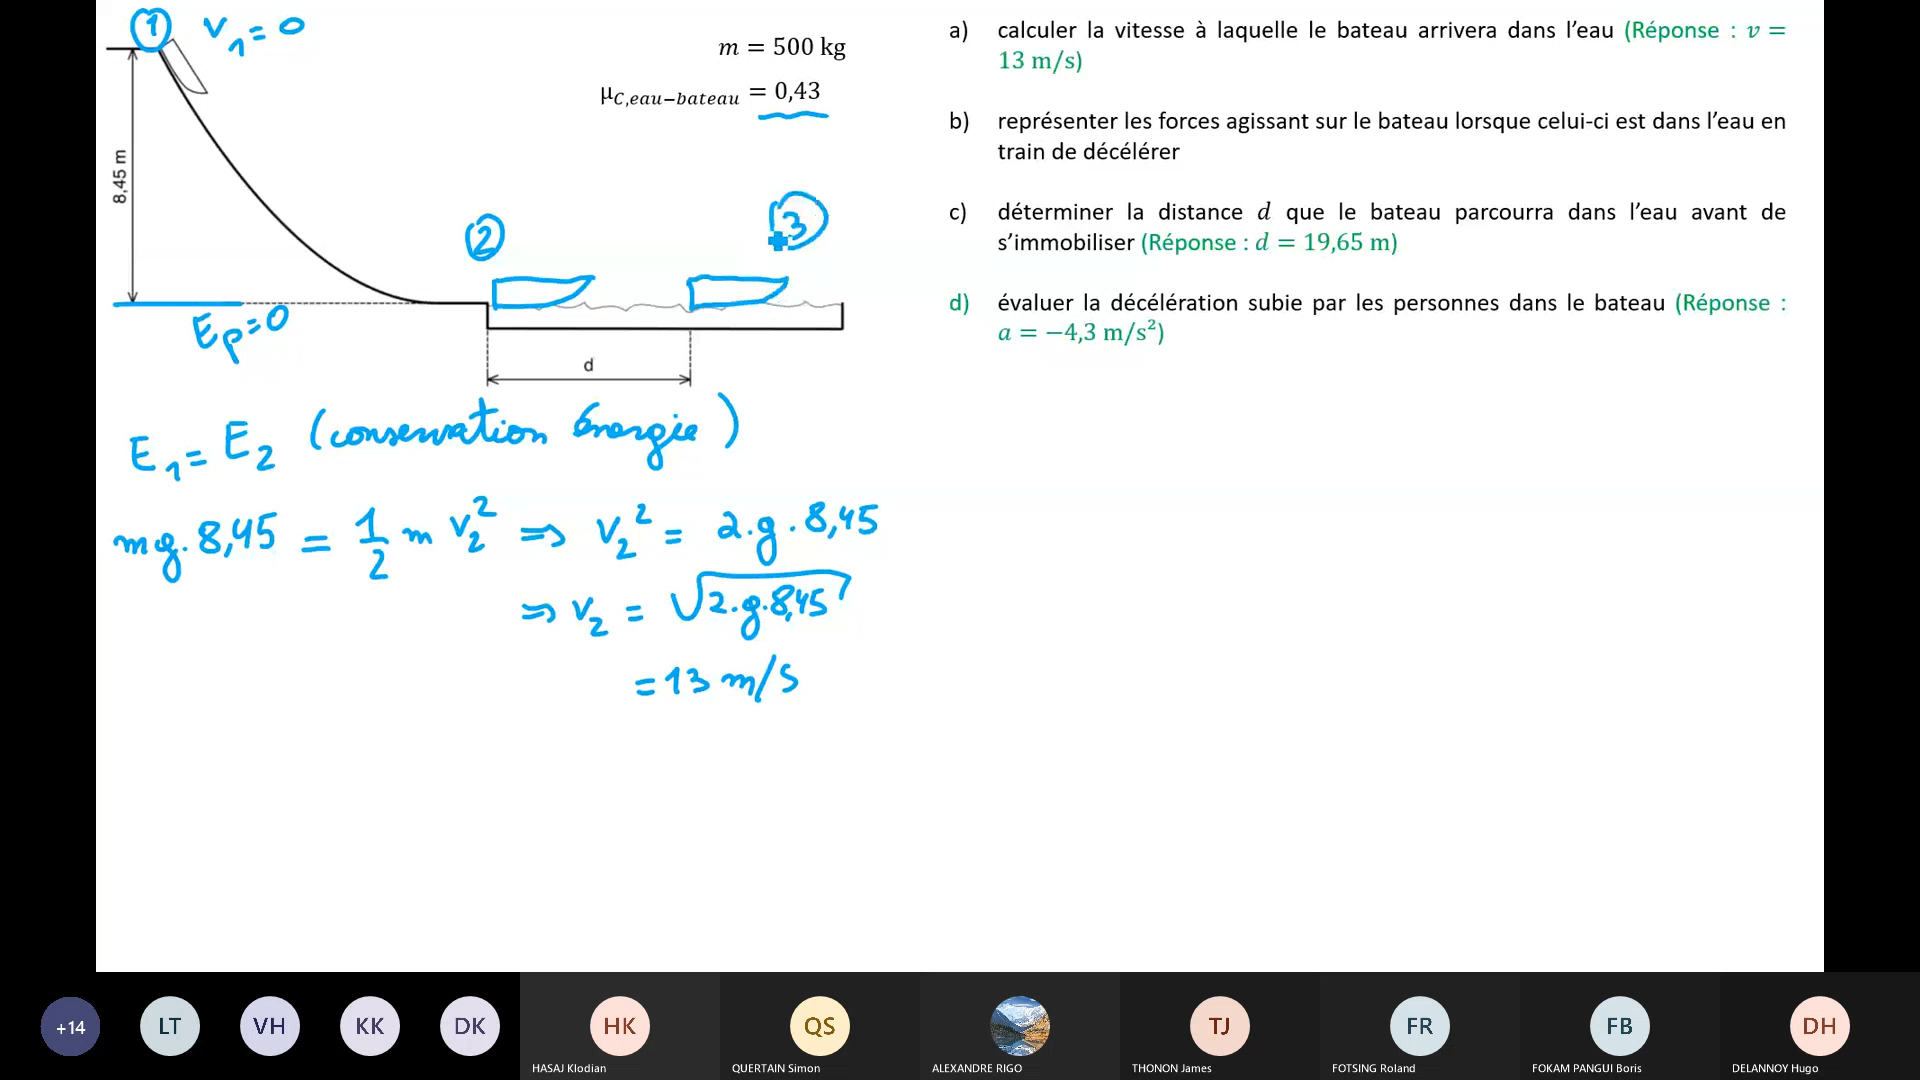 1 v₁ = 0
m = 500 kg
μC,eau−bateau = 0,43
8,45 m
2
3
Ep=0
d
E₁ = E₂ (conservation énergie)
mg. 8,45 = 1/2 m v₂² ⇒ v₂² = 2.g.8,45
⇒ v₂ = √2.g.8,45
= 13 m/s
a) calculer la vitesse à laquelle le bateau arrivera dans l’eau (Réponse : v =
13 m/s)
b) représenter les forces agissant sur le bateau lorsque celui-ci est dans l’eau en
train de décélérer
c) déterminer la distance d que le bateau parcourra dans l’eau avant de
s’immobiliser (Réponse : d = 19,65 m)
d) évaluer la décélération subie par les personnes dans le bateau (Réponse :
a = −4,3 m/s²)
+14 LT VH KK DK HK QS TJ FR FB DH
HASAJ Klodian QUERTAIN Simon ALEXANDRE RIGO THONON James FOTSING Roland FOKAM PANGUI Boris DELANNOY Hugo